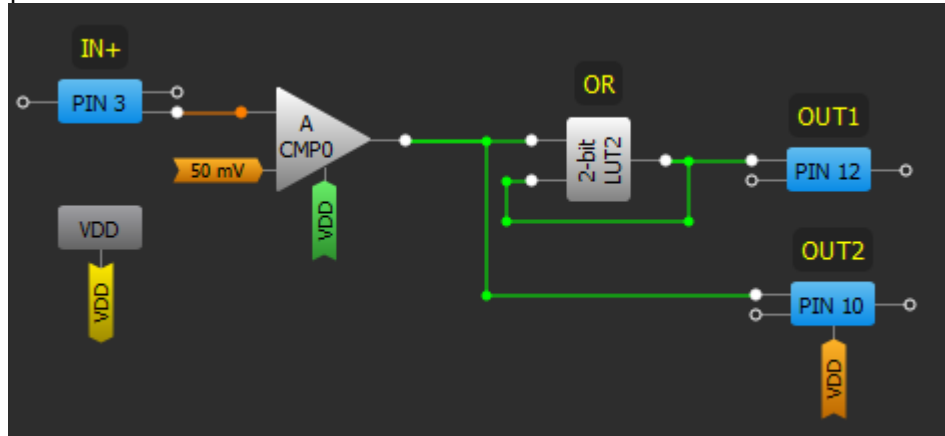 IN+
PIN 3
A
CMP0
50 mV
VDD
VDD
VDD
OR
2-bit
LUT2
OUT1
PIN 12
OUT2
PIN 10
VDD